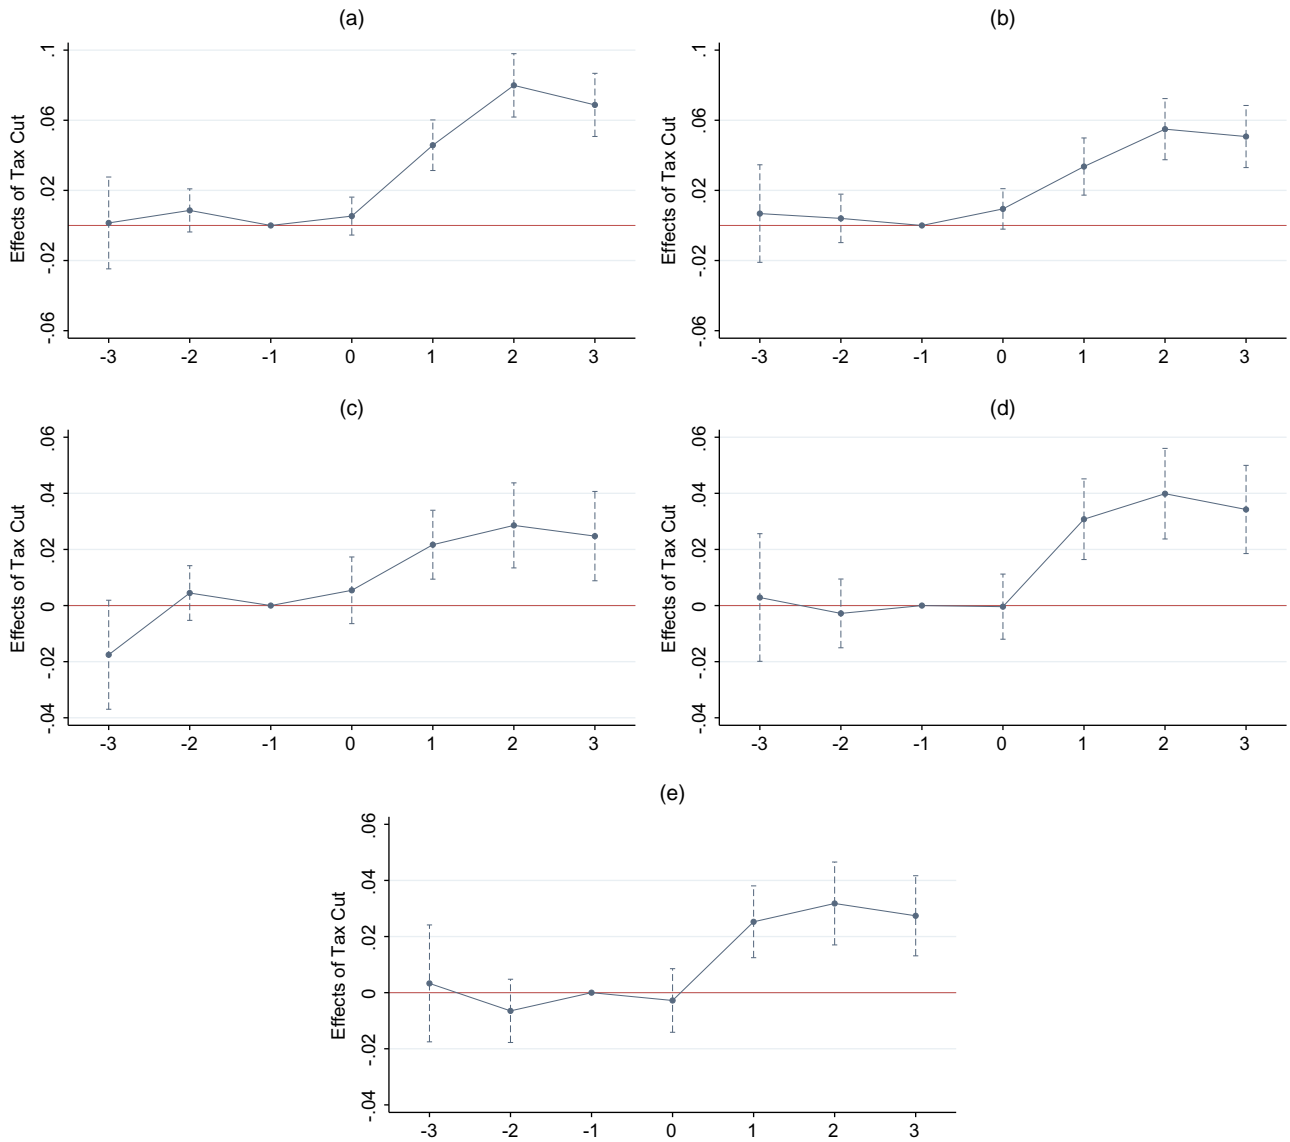 (a)
Effects of Tax Cut
.1
.06
.02
-.02
-.06
-3 -2 -1 0 1 2 3
(b)
Effects of Tax Cut
.1
.06
.02
-.02
-.06
-3 -2 -1 0 1 2 3
(c)
Effects of Tax Cut
.06
.04
.02
0
-.02
-.04
-3 -2 -1 0 1 2 3
(d)
Effects of Tax Cut
.06
.04
.02
0
-.02
-.04
-3 -2 -1 0 1 2 3
(e)
Effects of Tax Cut
.06
.04
.02
0
-.02
-.04
-3 -2 -1 0 1 2 3